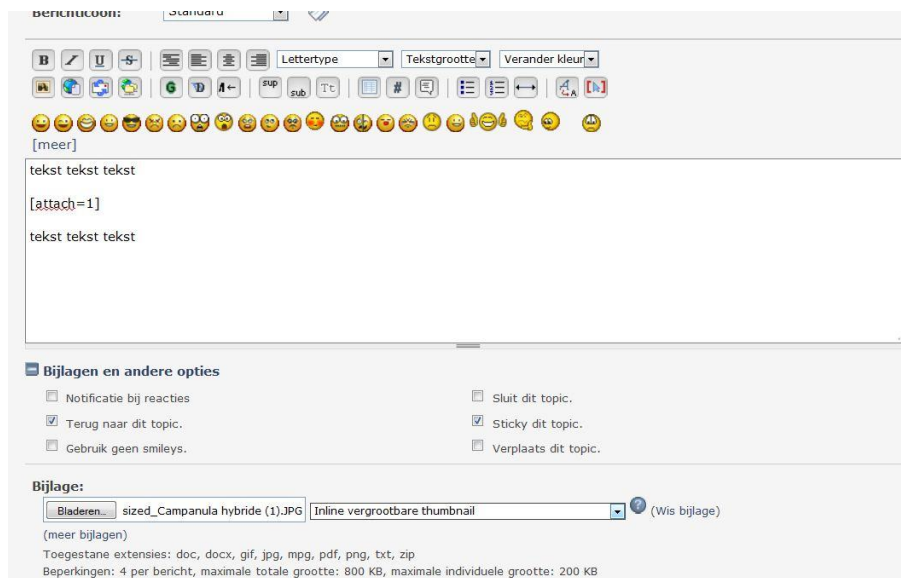 Berichticoon: Standard
B I U S Lettertype Tekstgrootte Verander kleur
G D A sup sub Tt # A [ ]
[meer]
tekst tekst tekst
[attach=1]
tekst tekst tekst
Bijlagen en andere opties
Notificatie bij reacties Sluit dit topic.
Terug naar dit topic. Sticky dit topic.
Gebruik geen smileys. Verplaats dit topic.
Bijlage:
Bladeren... sized_Campanula hybride (1).JPG Inline vergrootbare thumbnail ? (Wis bijlage)
(meer bijlagen)
Toegestane extensies: doc, docx, gif, jpg, mpg, pdf, png, txt, zip
Beperkingen: 4 per bericht, maximale totale grootte: 800 KB, maximale individuele grootte: 200 KB